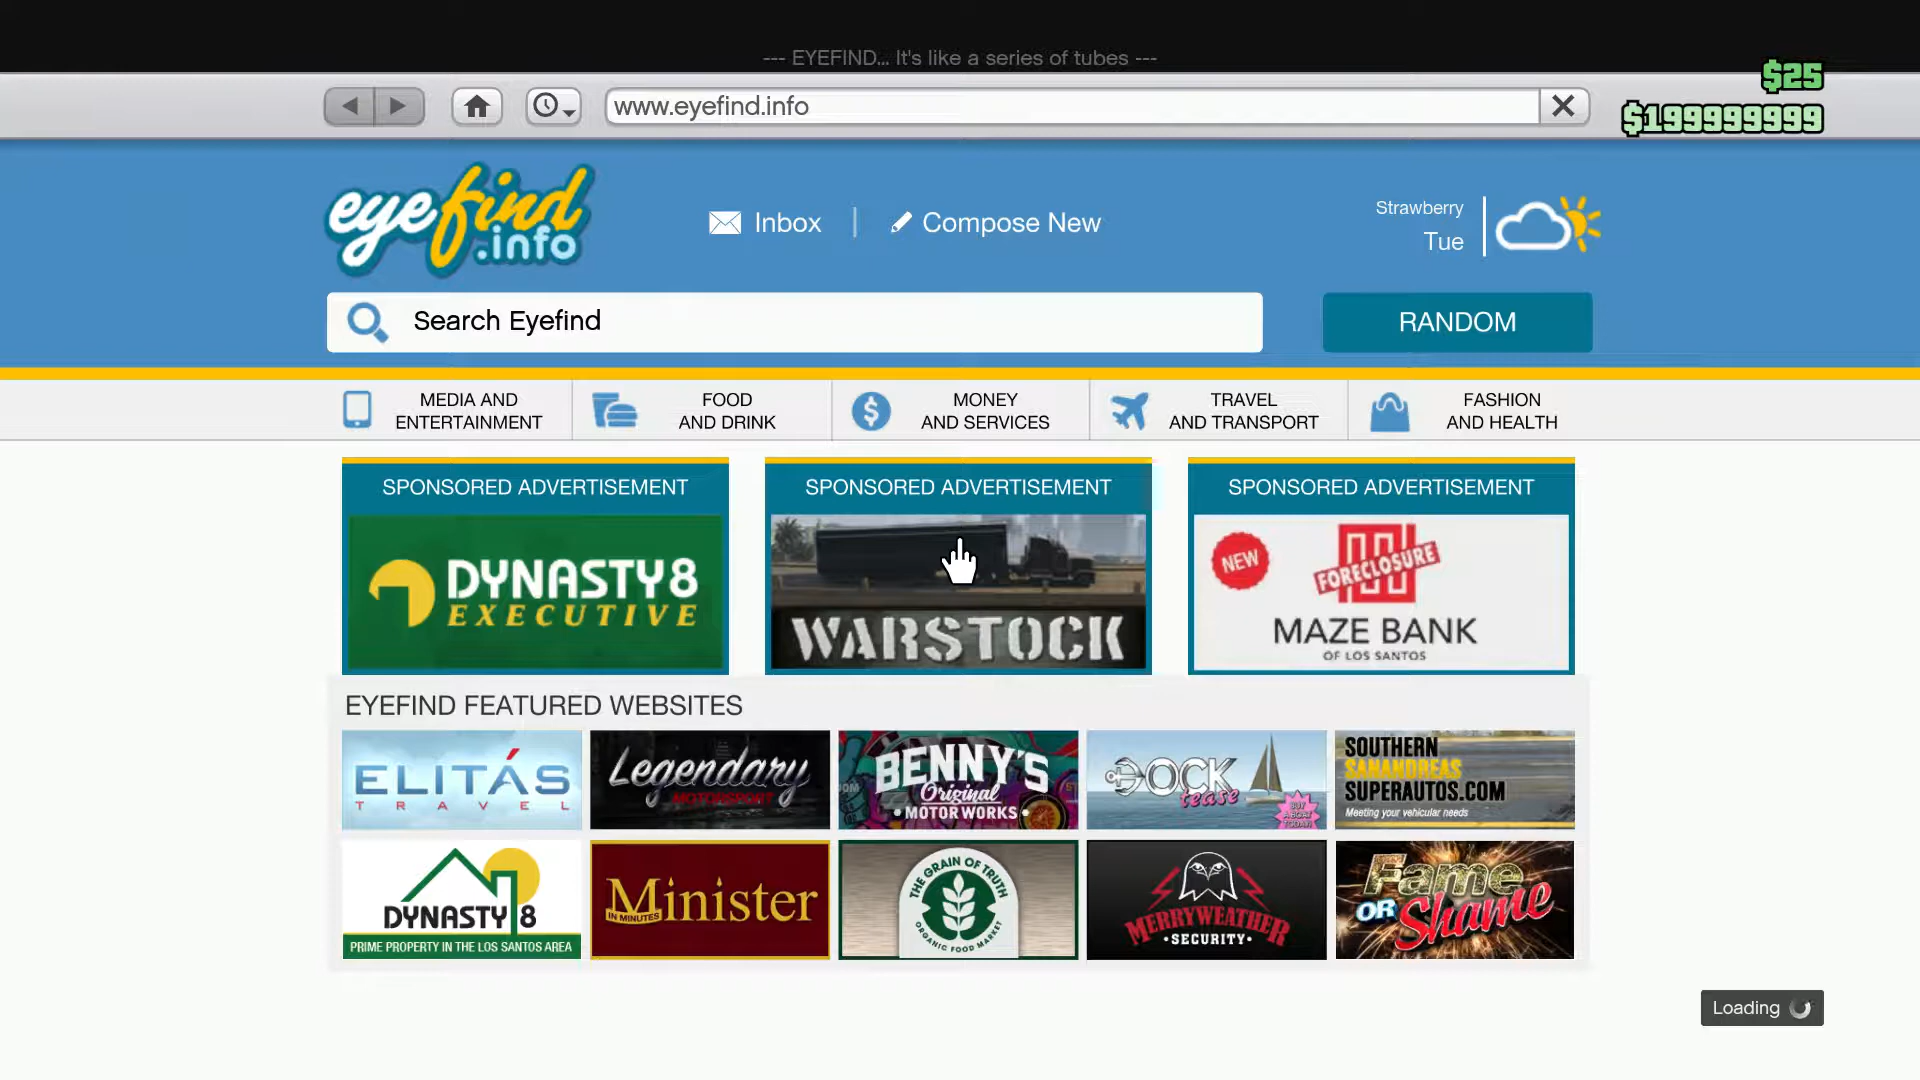 --- EYEFIND... It's like a series of tubes ---
$25
www.eyefind.info
$199999999
eyefind
.info
Inbox
Compose New
Strawberry
Tue
Search Eyefind
RANDOM
MEDIA AND
ENTERTAINMENT
FOOD
AND DRINK
MONEY
AND SERVICES
TRAVEL
AND TRANSPORT
FASHION
AND HEALTH
SPONSORED ADVERTISEMENT
DYNASTY8
EXECUTIVE
SPONSORED ADVERTISEMENT
WARSTOCK
SPONSORED ADVERTISEMENT
NEW
FORECLOSURE
MAZE BANK
OF LOS SANTOS
EYEFIND FEATURED WEBSITES
ELITÁS
TRAVEL
Legendary
MOTORSPORT
BENNY'S
Original
• MOTOR WORKS •
DOCK
tease
BUY
A BOAT
TODAY!
SOUTHERN
SANANDREAS
SUPERAUTOS.COM
Meeting your vehicular needs
DYNASTY 8
PRIME PROPERTY IN THE LOS SANTOS AREA
Minister
IN MINUTES
THE GRAIN OF TRUTH
ORGANIC FOOD MARKET
MERRYWEATHER
• SECURITY •
Fame
OR Shame
Loading